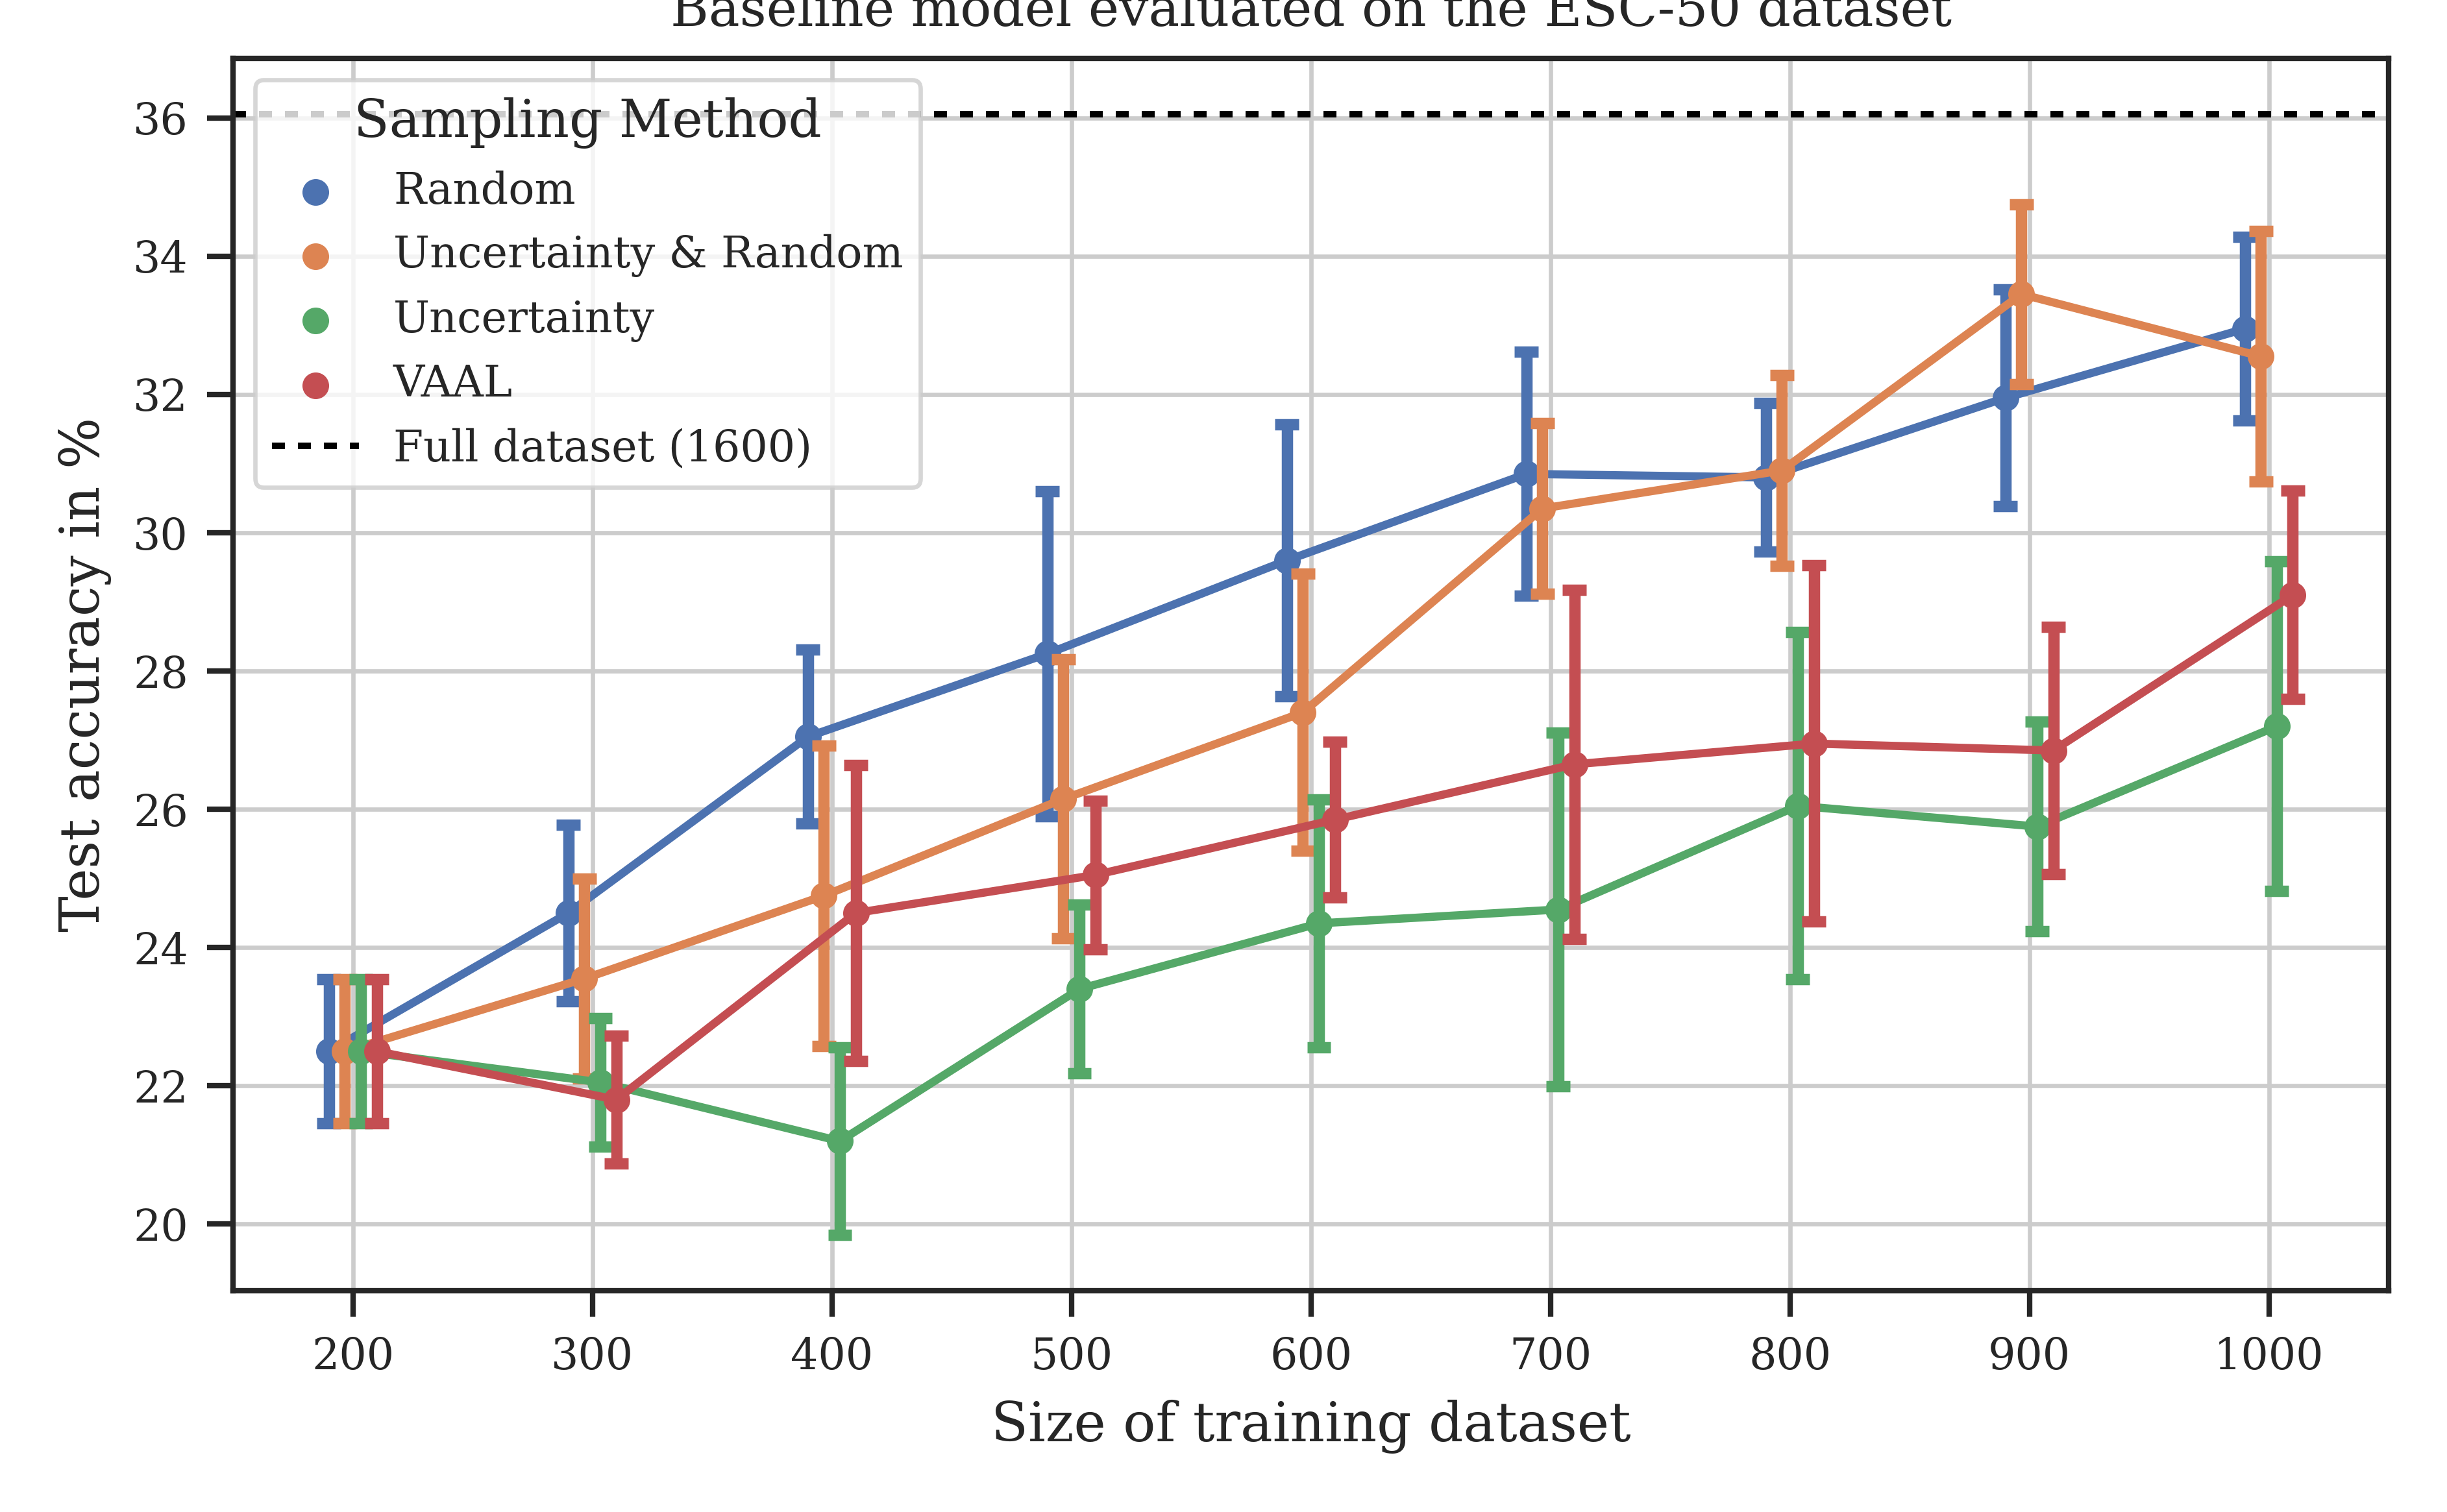 Baseline model evaluated on the ESC-50 dataset
Sampling Method
Random
Uncertainty & Random
Uncertainty
VAAL
Full dataset (1600)
Test accuracy in %
36
34
32
30
28
26
24
22
20
200 300 400 500 600 700 800 900 1000
Size of training dataset